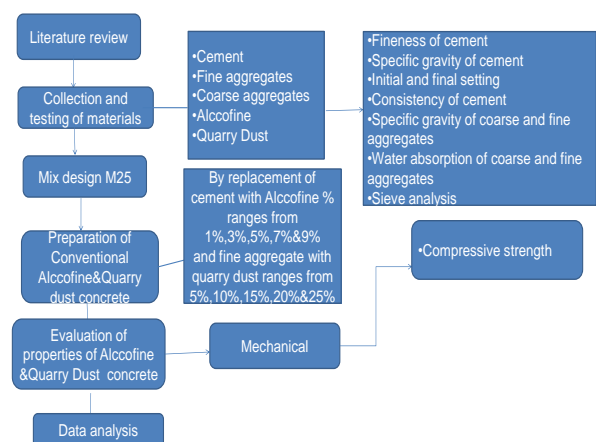 Literature review
Collection and
testing of materials
•Cement
•Fine aggregates
•Coarse aggregates
•Alccofine
•Quarry Dust
•Fineness of cement
•Specific gravity of cement
•Initial and final setting
•Consistency of cement
•Specific gravity of coarse and fine
aggregates
•Water absorption of coarse and fine
aggregates
•Sieve analysis
Mix design M25
By replacement of
cement with Alccofine %
ranges from
1%,3%,5%,7%&9%
and fine aggregate with
quarry dust ranges from
5%,10%,15%,20%&25%
Preparation of
Conventional
Alccofine&Quarry
dust concrete
•Compressive strength
Evaluation of
properties of Alccofine
&Quarry Dust concrete
Mechanical
Data analysis